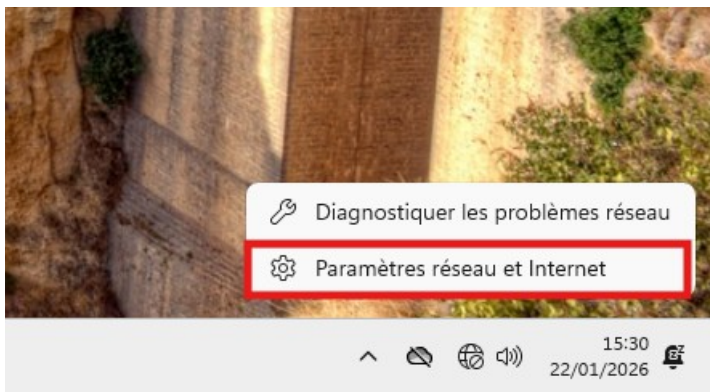 Diagnostiquer les problèmes réseau
Paramètres réseau et Internet
15:30
22/01/2026